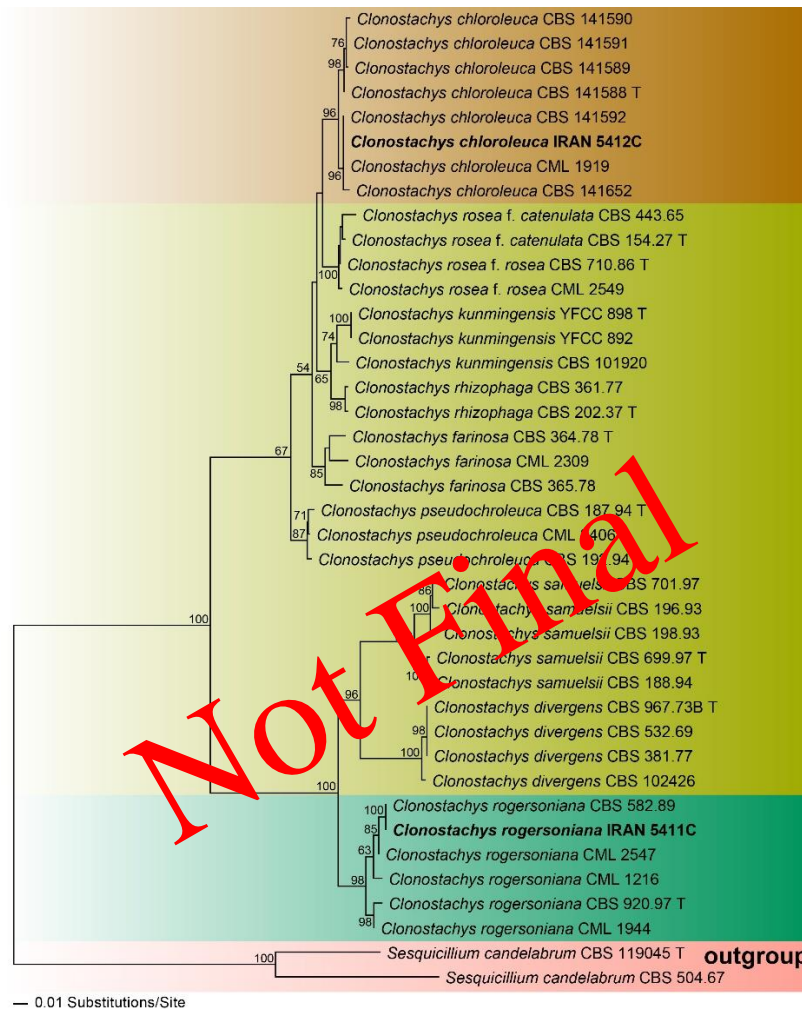 Clonostachys chloroleuca CBS 141590
76
Clonostachys chloroleuca CBS 141591
98
Clonostachys chloroleuca CBS 141589
Clonostachys chloroleuca CBS 141588 T
96
Clonostachys chloroleuca CBS 141592
Clonostachys chloroleuca IRAN 5412C
Clonostachys chloroleuca CML 1919
96
Clonostachys chloroleuca CBS 141652
Clonostachys rosea f. catenulata CBS 443.65
Clonostachys rosea f. catenulata CBS 154.27 T
Clonostachys rosea f. rosea CBS 710.86 T
100
Clonostachys rosea f. rosea CML 2549
100
Clonostachys kunmingensis YFCC 898 T
74
Clonostachys kunmingensis YFCC 892
Clonostachys kunmingensis CBS 101920
54
65
Clonostachys rhizophaga CBS 361.77
98
Clonostachys rhizophaga CBS 202.37 T
Clonostachys farinosa CBS 364.78 T
67
Clonostachys farinosa CML 2309
85
Clonostachys farinosa CBS 365.78
71
Clonostachys pseudochroleuca CBS 187.94 T
87
Clonostachys pseudochroleuca CML
Clonostachys pseudochroleuca CBS
86
Clonostachys samuelsii CBS 701.97
100
Clonostachys samuelsii CBS 196.93
100
Clonostachys samuelsii CBS 198.93
Clonostachys samuelsii CBS 699.97 T
Clonostachys samuelsii CBS 188.94
96
Clonostachys divergens CBS 967.73B T
98
Clonostachys divergens CBS 532.69
100
Clonostachys divergens CBS 381.77
Clonostachys divergens CBS 102426
100
100
Clonostachys rogersoniana CBS 582.89
85
Clonostachys rogersoniana IRAN 5411C
63
Clonostachys rogersoniana CML 2547
98
Clonostachys rogersoniana CML 1216
Clonostachys rogersoniana CBS 920.97 T
98
Clonostachys rogersoniana CML 1944
Sesquicillium candelabrum CBS 119045 T outgroup
100
Sesquicillium candelabrum CBS 504.67
0.01 Substitutions/Site
Not Final